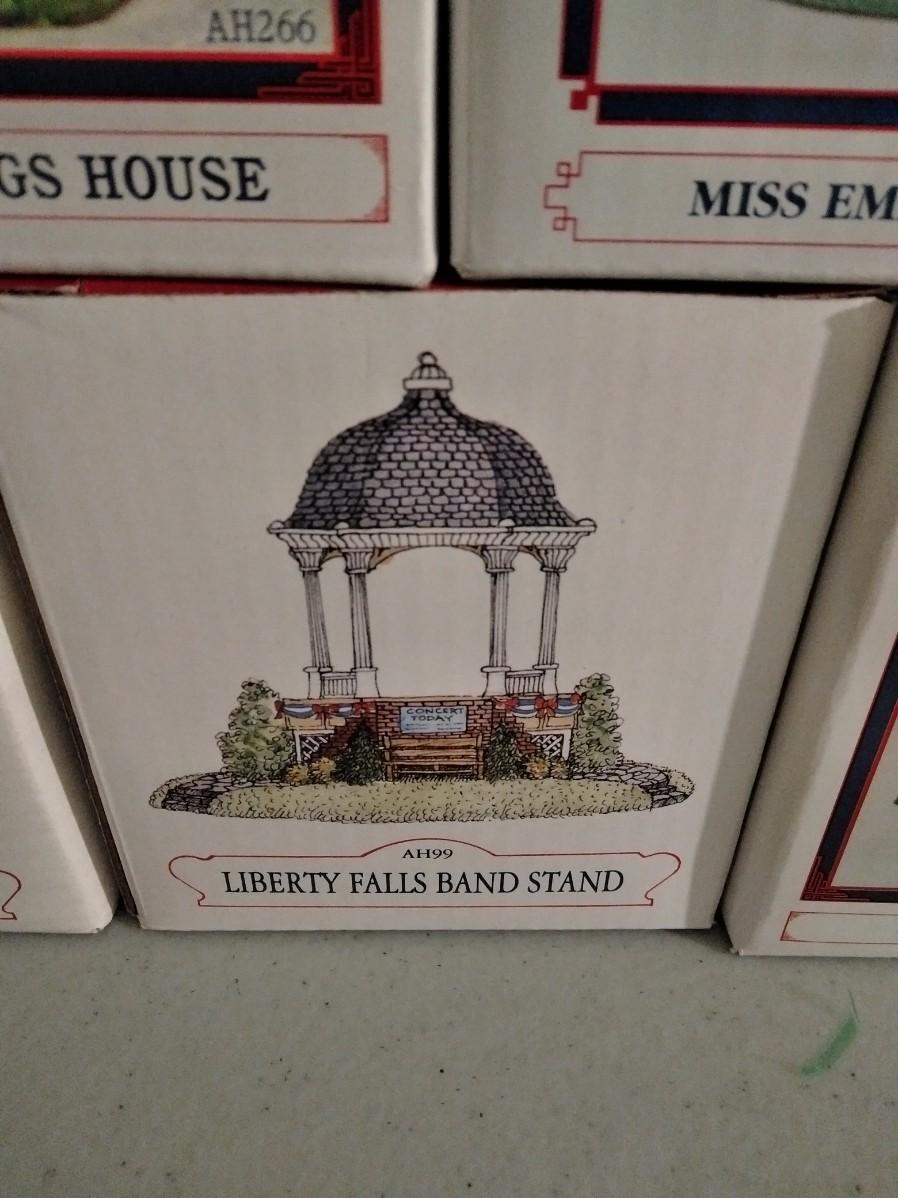 AH266
GS HOUSE
MISS EM
CONCERT
TODAY
AH99
LIBERTY FALLS BAND STAND